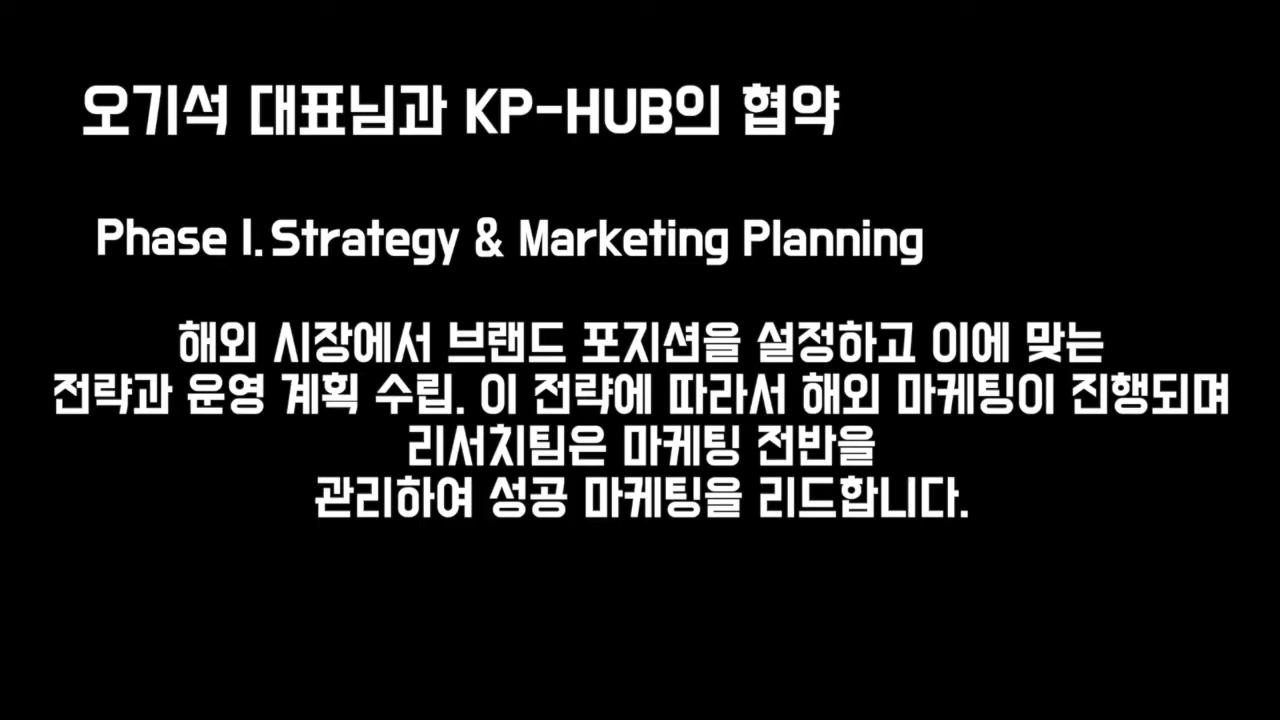 오기석 대표님과 KP-HUB의 협약
Phase 1. Strategy & Marketing Planning
해외 시장에서 브랜드 포지션을 설정하고 이에 맞는
전략과 운영 계획 수립. 이 전략에 따라서 해외 마케팅이 진행되며
리서치팀은 마케팅 전반을
관리하여 성공 마케팅을 리드합니다.